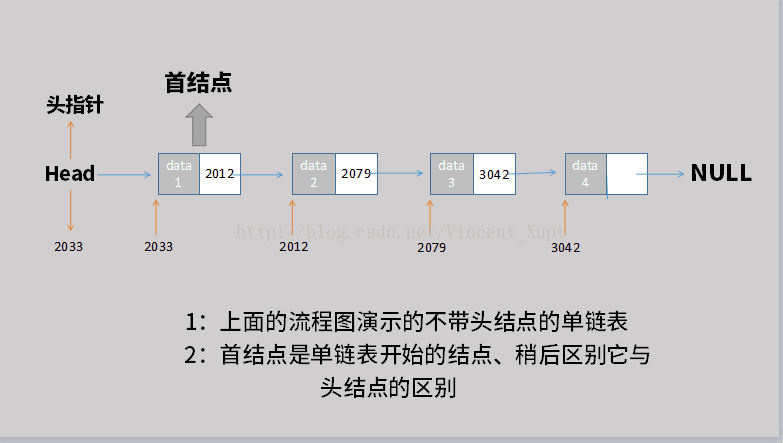 首结点
头指针
Head
data
1
2012
data
2
2079
data
3
3042
data
4
NULL
2033
2033
2012
2079
3042
http://blog.csdn.net/Vincent_Xupt
1：上面的流程图演示的不带头结点的单链表
2：首结点是单链表开始的结点、稍后区别它与
头结点的区别